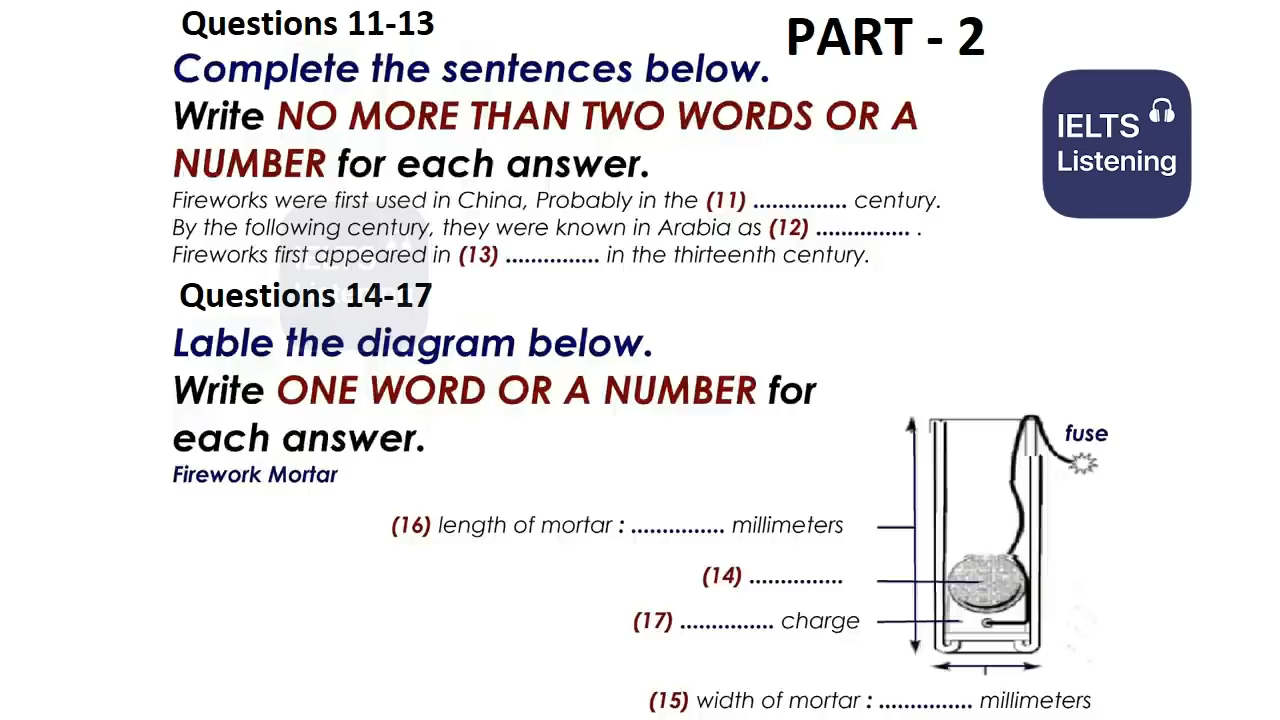 Questions 11-13
PART - 2
Complete the sentences below.
Write NO MORE THAN TWO WORDS OR A
NUMBER for each answer.
IELTS
Listening
Fireworks were first used in China, Probably in the (11) ............... century.
By the following century, they were known in Arabia as (12) ............... .
Fireworks first appeared in (13) ............... in the thirteenth century.
IELTS
Listening
Questions 14-17
Lable the diagram below.
Write ONE WORD OR A NUMBER for
each answer.
Firework Mortar
fuse
(16) length of mortar : ............... millimeters
(14) ...............
(17) ............... charge
(15) width of mortar : ............... millimeters